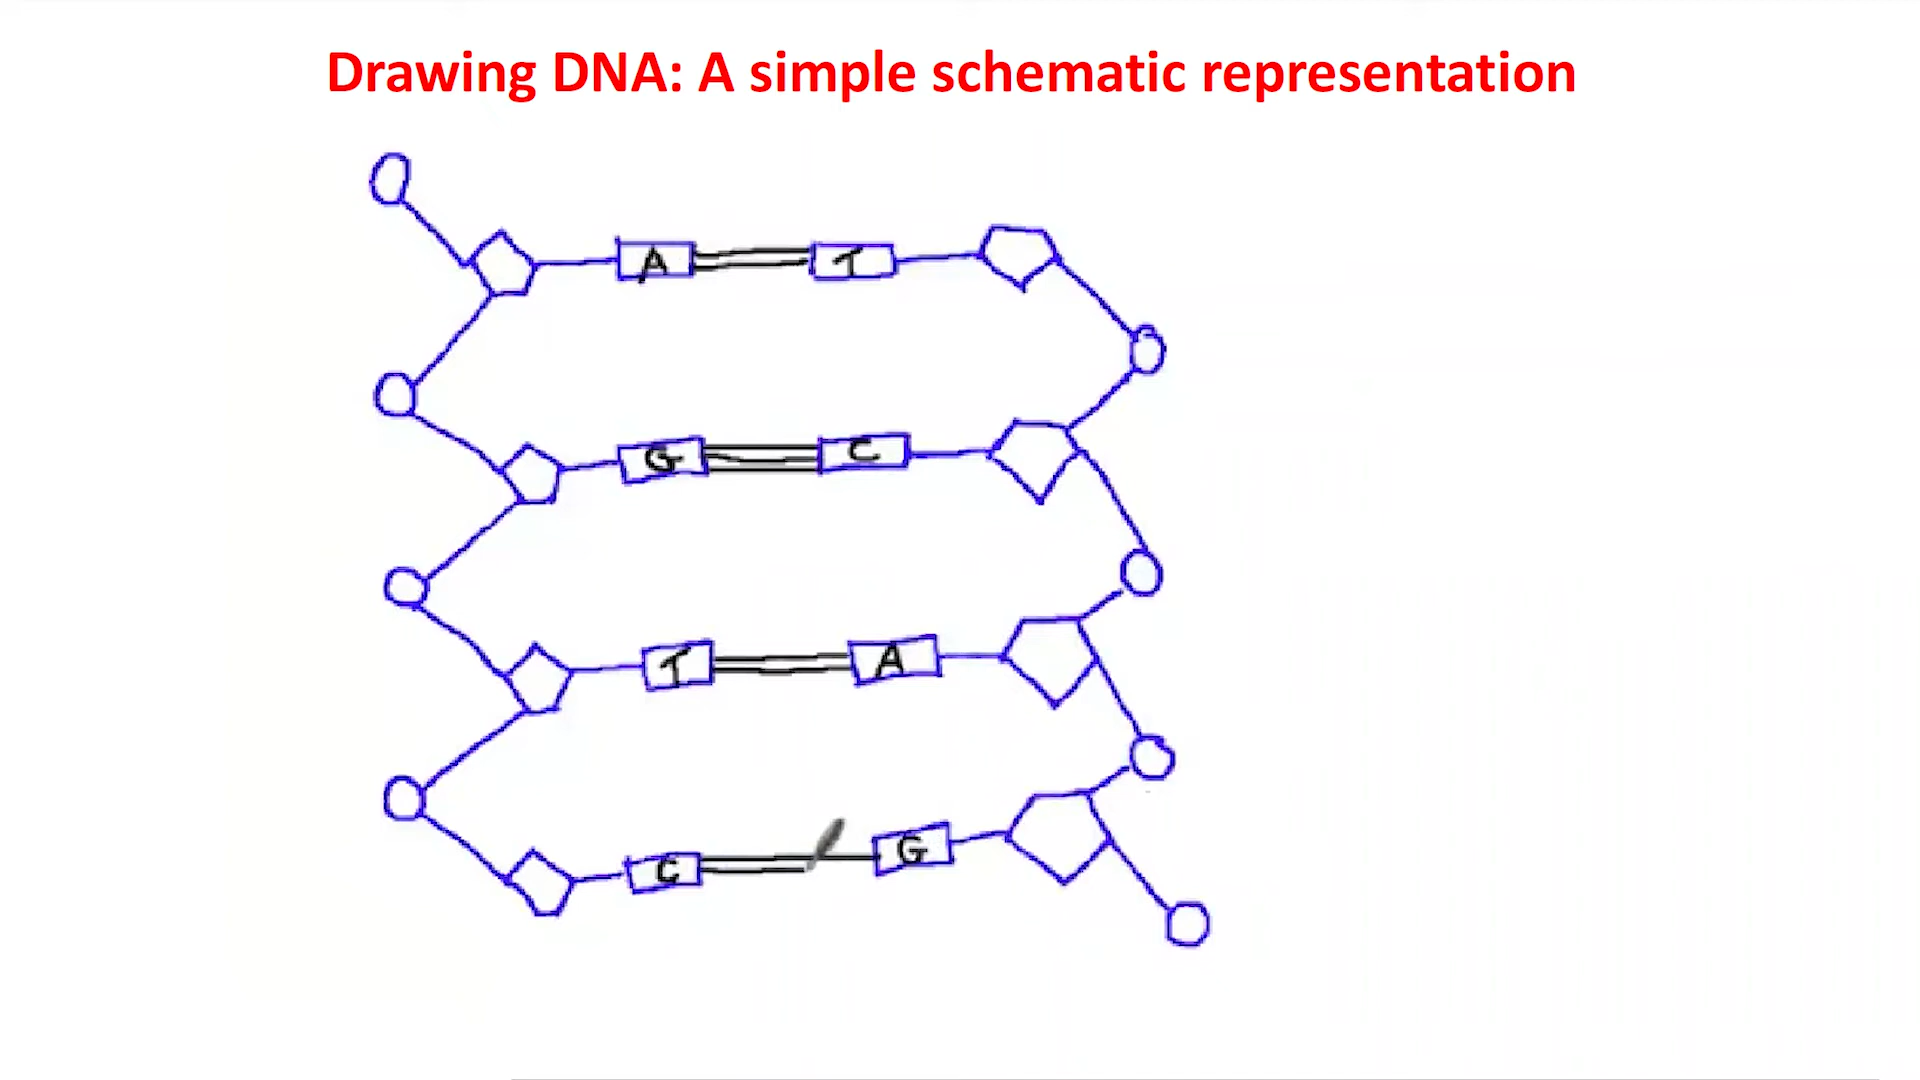 Drawing DNA: A simple schematic representation
A T
G C
T A
C G